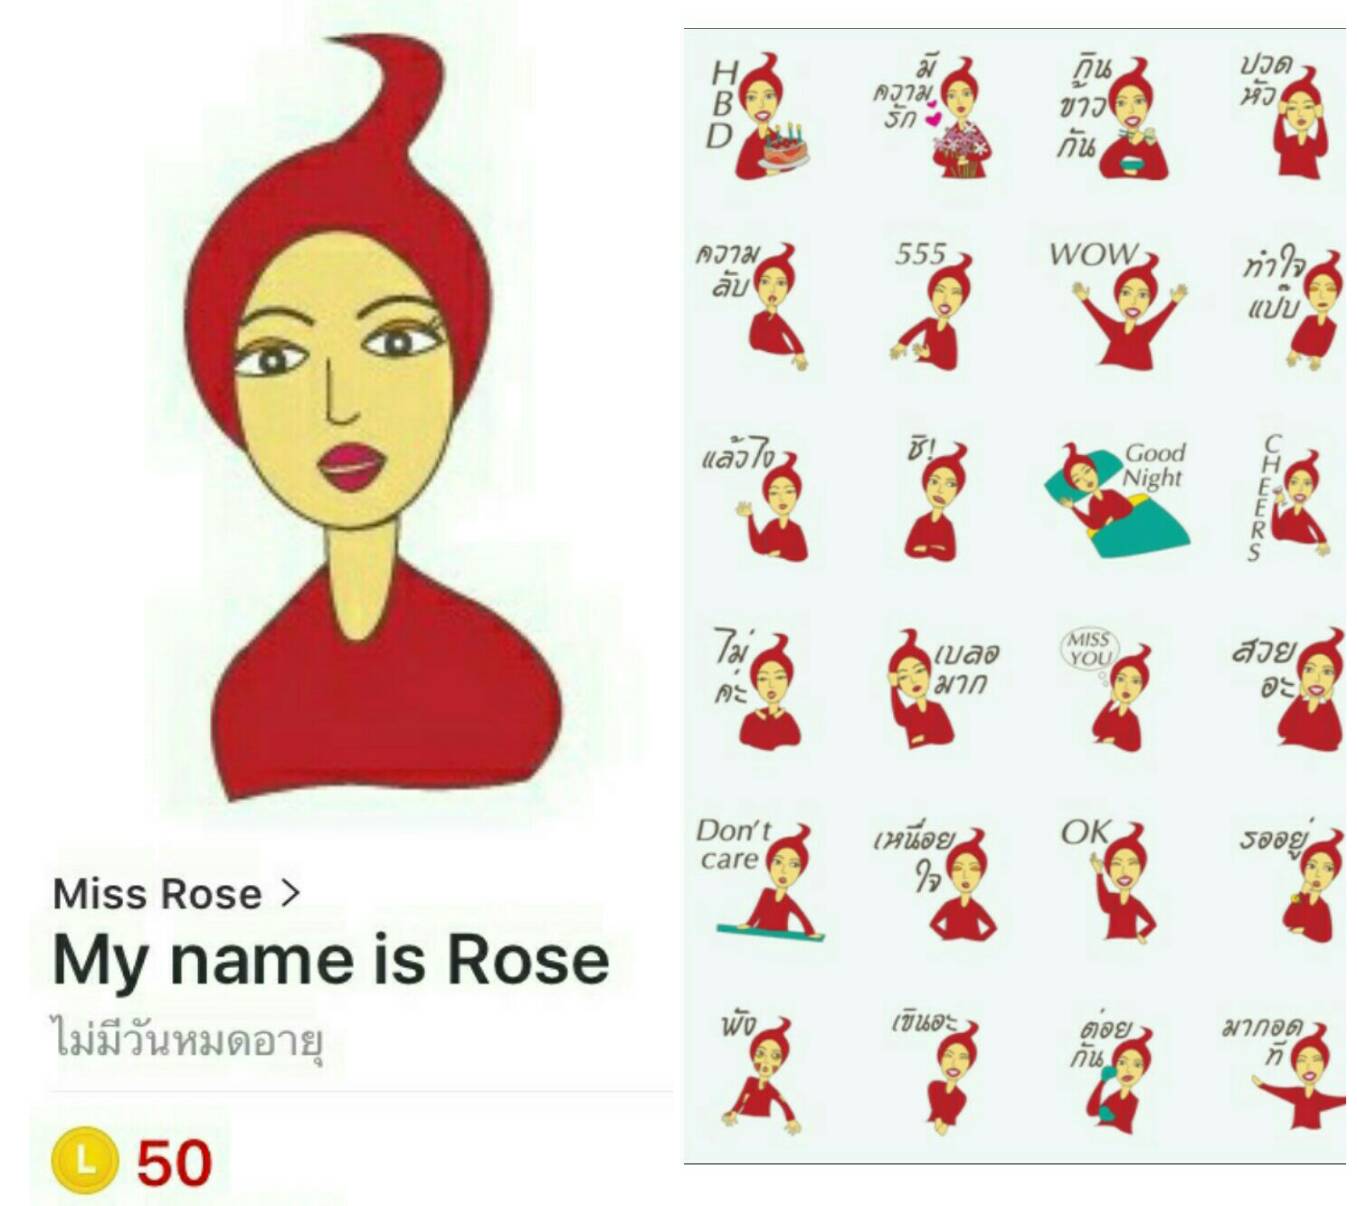 Miss Rose >
My name is Rose
ไม่มีวันหมดอายุ
L 50
H
B
D
มี
ความ
รัก
กิน
ข้าว
กัน
ปวด
หัว
ความ
ลับ
555
WOW
ทำใจ
แป๊บ
แล้วไง
ชิ!
Good
Night
C
H
E
E
R
S
ไม่
ค่ะ
เบลอ
มาก
MISS
YOU
สวย
อะ
Don't
care
เหนื่อย
ใจ
OK
รออยู่
พัง
เขินอะ
ต่อย
กัน
มากอด
ที